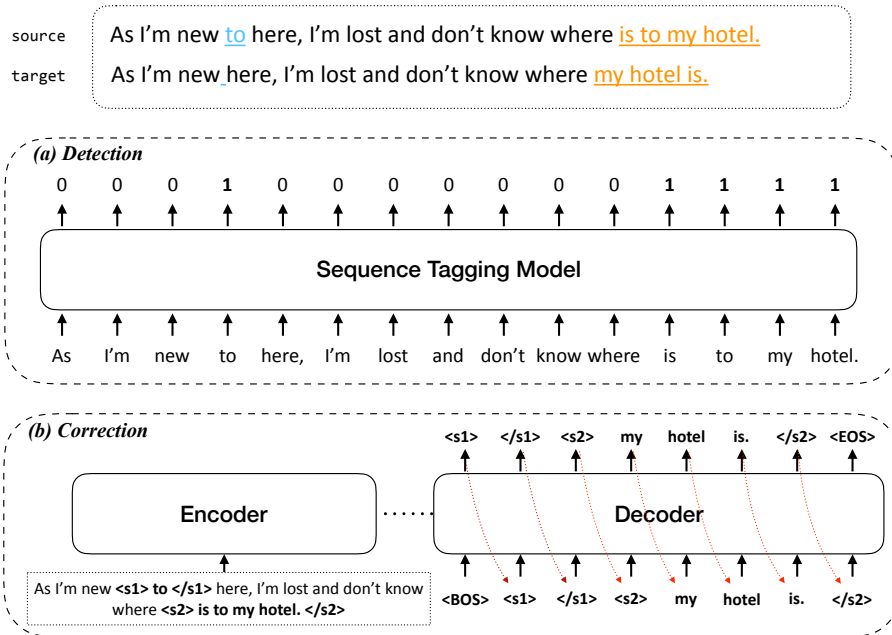 source As I'm new to here, I'm lost and don't know where is to my hotel.
target As I'm new here, I'm lost and don't know where my hotel is.
(a) Detection
0 0 0 1 0 0 0 0 0 0 0 1 1 1 1
Sequence Tagging Model
As I'm new to here, I'm lost and don't know where is to my hotel.
(b) Correction
<s1> </s1> <s2> my hotel is. </s2> <EOS>
Encoder ...... Decoder
As I'm new <s1> to </s1> here, I'm lost and don't know
where <s2> is to my hotel. </s2>
<BOS> <s1> </s1> <s2> my hotel is. </s2>